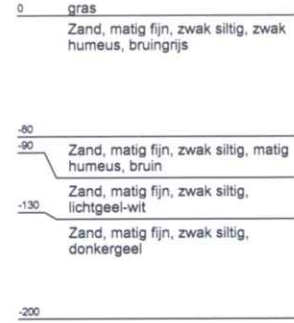 0 gras
Zand, matig fijn, zwak siltig, zwak
humeus, bruingrijs
-80
-90 Zand, matig fijn, zwak siltig, matig
humeus, bruin
Zand, matig fijn, zwak siltig,
-130 lichtgeel-wit
Zand, matig fijn, zwak siltig,
donkergeel
-200